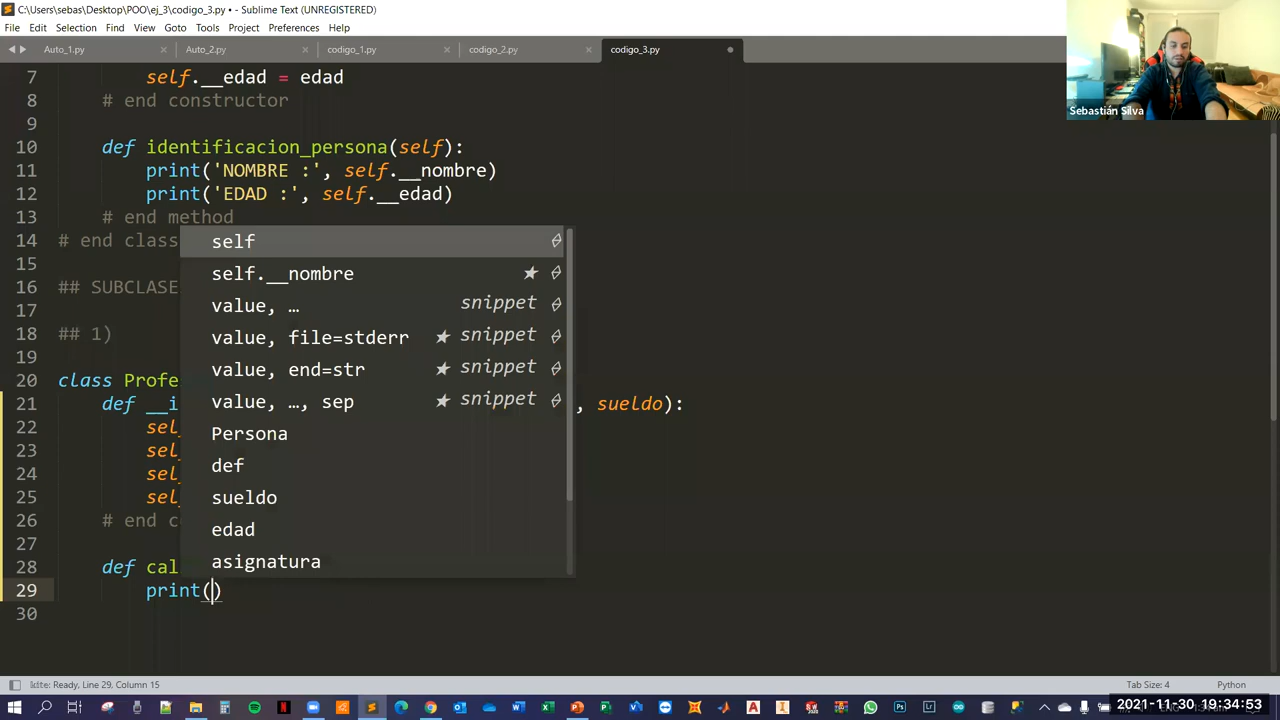 C:\Users\sebas\Desktop\POO\ej_3\codigo_3.py • - Sublime Text (UNREGISTERED)
File Edit Selection Find View Goto Tools Project Preferences Help
Auto_1.py Auto_2.py codigo_1.py codigo_2.py codigo_3.py
Sebastián Silva
7 self.__edad = edad
8 # end constructor
9
10 def identificacion_persona(self):
11 print('NOMBRE :', self.__nombre)
12 print('EDAD :', self.__edad)
13 # end method
14 # end class
15
16 ## SUBCLASE
17
18 ## 1)
19
20 class Profe
21 def __i , sueldo):
22 sel
23 sel
24 sel
25 sel
26 # end c
27
28 def cal
29 print()
30
self
self.__nombre
value, … snippet
value, file=stderr snippet
value, end=str snippet
value, …, sep snippet
Persona
def
sueldo
edad
asignatura
Ready, Line 29, Column 15
Tab Size: 4
Python
2021-11-30 19:34:53